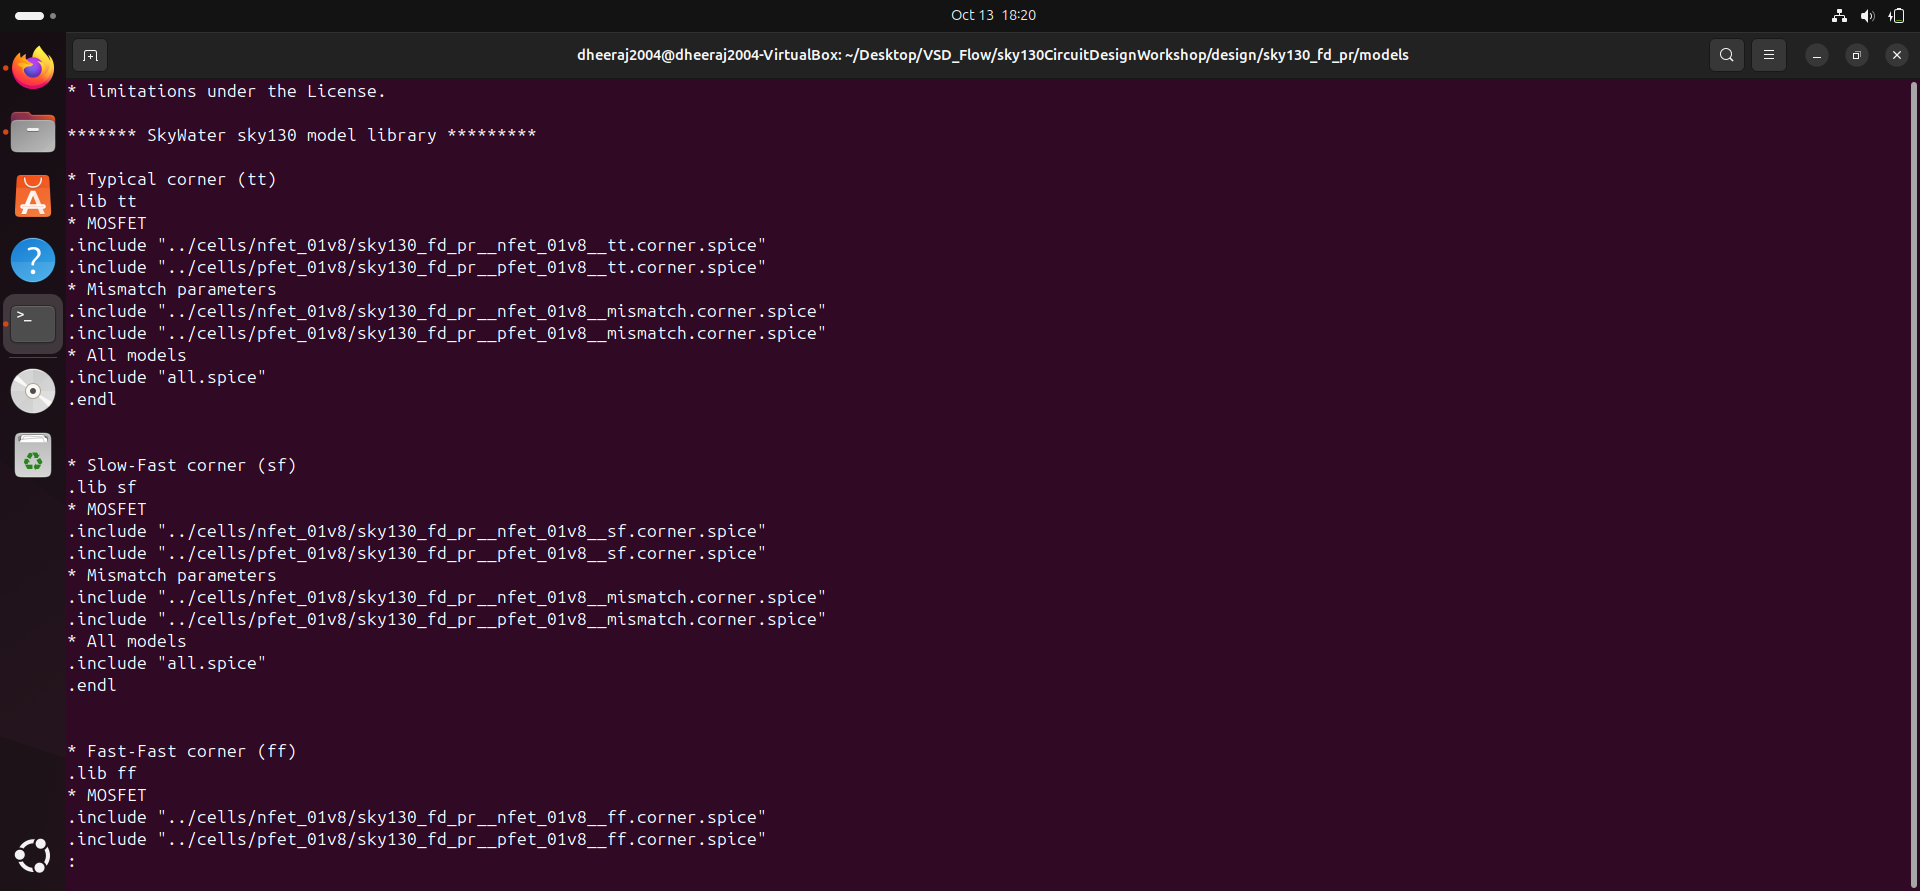 Oct 13 18:20
dheeraj2004@dheeraj2004-VirtualBox: ~/Desktop/VSD_Flow/sky130CircuitDesignWorkshop/design/sky130_fd_pr/models
* limitations under the License.
******* SkyWater sky130 model library *********
* Typical corner (tt)
.lib tt
* MOSFET
.include "../cells/nfet_01v8/sky130_fd_pr__nfet_01v8__tt.corner.spice"
.include "../cells/pfet_01v8/sky130_fd_pr__pfet_01v8__tt.corner.spice"
* Mismatch parameters
.include "../cells/nfet_01v8/sky130_fd_pr__nfet_01v8__mismatch.corner.spice"
.include "../cells/pfet_01v8/sky130_fd_pr__pfet_01v8__mismatch.corner.spice"
* All models
.include "all.spice"
.endl
* Slow-Fast corner (sf)
.lib sf
* MOSFET
.include "../cells/nfet_01v8/sky130_fd_pr__nfet_01v8__sf.corner.spice"
.include "../cells/pfet_01v8/sky130_fd_pr__pfet_01v8__sf.corner.spice"
* Mismatch parameters
.include "../cells/nfet_01v8/sky130_fd_pr__nfet_01v8__mismatch.corner.spice"
.include "../cells/pfet_01v8/sky130_fd_pr__pfet_01v8__mismatch.corner.spice"
* All models
.include "all.spice"
.endl
* Fast-Fast corner (ff)
.lib ff
* MOSFET
.include "../cells/nfet_01v8/sky130_fd_pr__nfet_01v8__ff.corner.spice"
.include "../cells/pfet_01v8/sky130_fd_pr__pfet_01v8__ff.corner.spice"
: